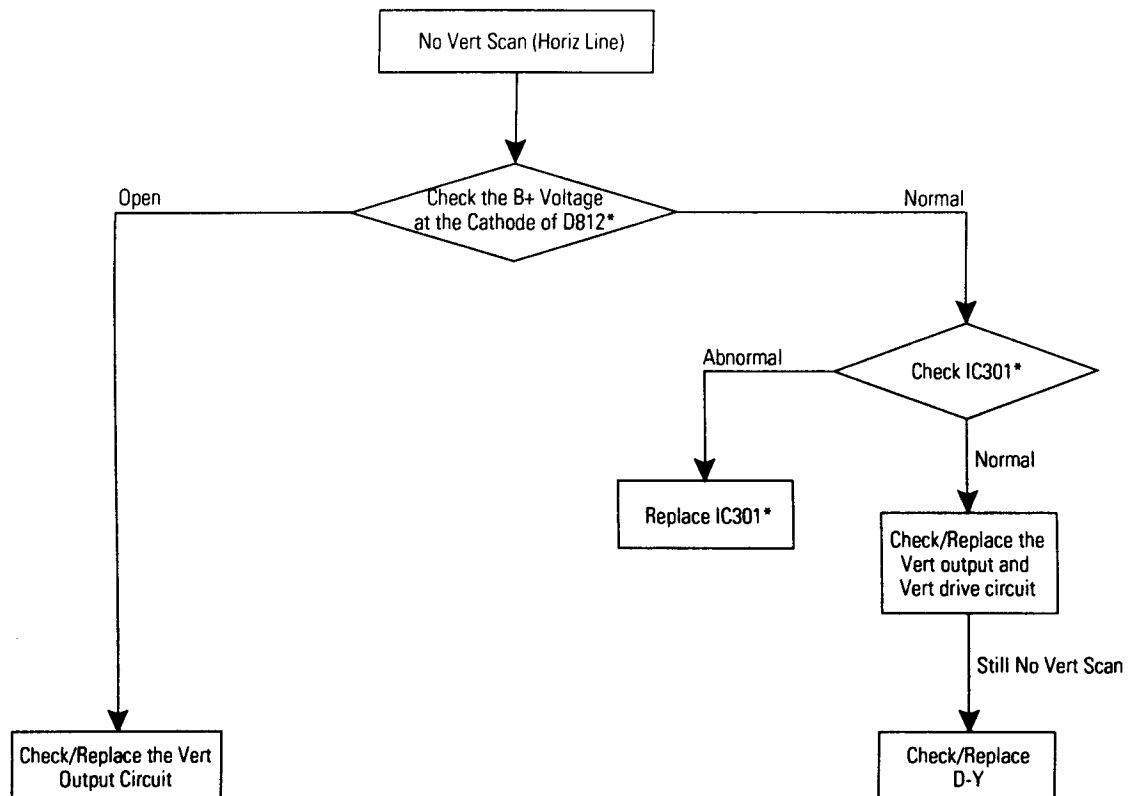 No Vert Scan (Horiz Line)
Open
Check the B+ Voltage
at the Cathode of D812*
Normal
Abnormal
Check IC301*
Normal
Replace IC301*
Check/Replace the
Vert output and
Vert drive circuit
Still No Vert Scan
Check/Replace the Vert
Output Circuit
Check/Replace
D-Y